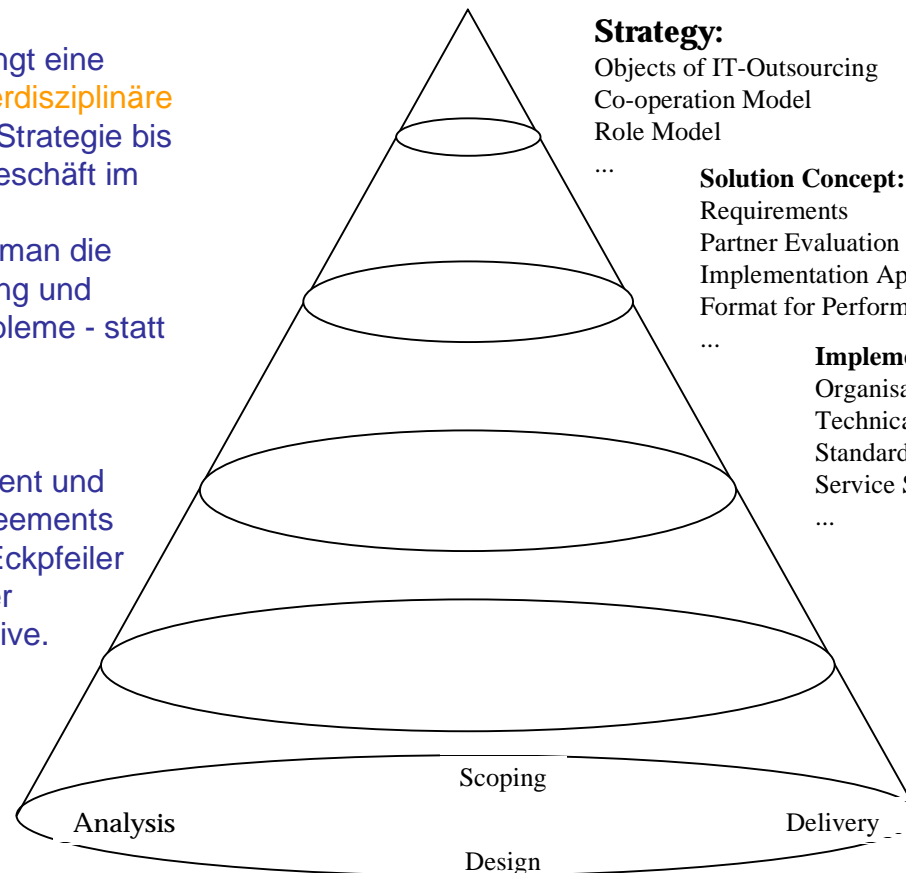 ngt eine
erdisziplinäre
Strategie bis
eschäft im
man die
ng und
bleme - statt
ent und
eements
Eckpfeiler
er
ive.
Strategy:
Objects of IT-Outsourcing
Co-operation Model
Role Model
...
Solution Concept:
Requirements
Partner Evaluation
Implementation Ap
Format for Perform
...
Impleme
Organisa
Technica
Standard
Service S
...
Scoping
Analysis
Delivery
Design